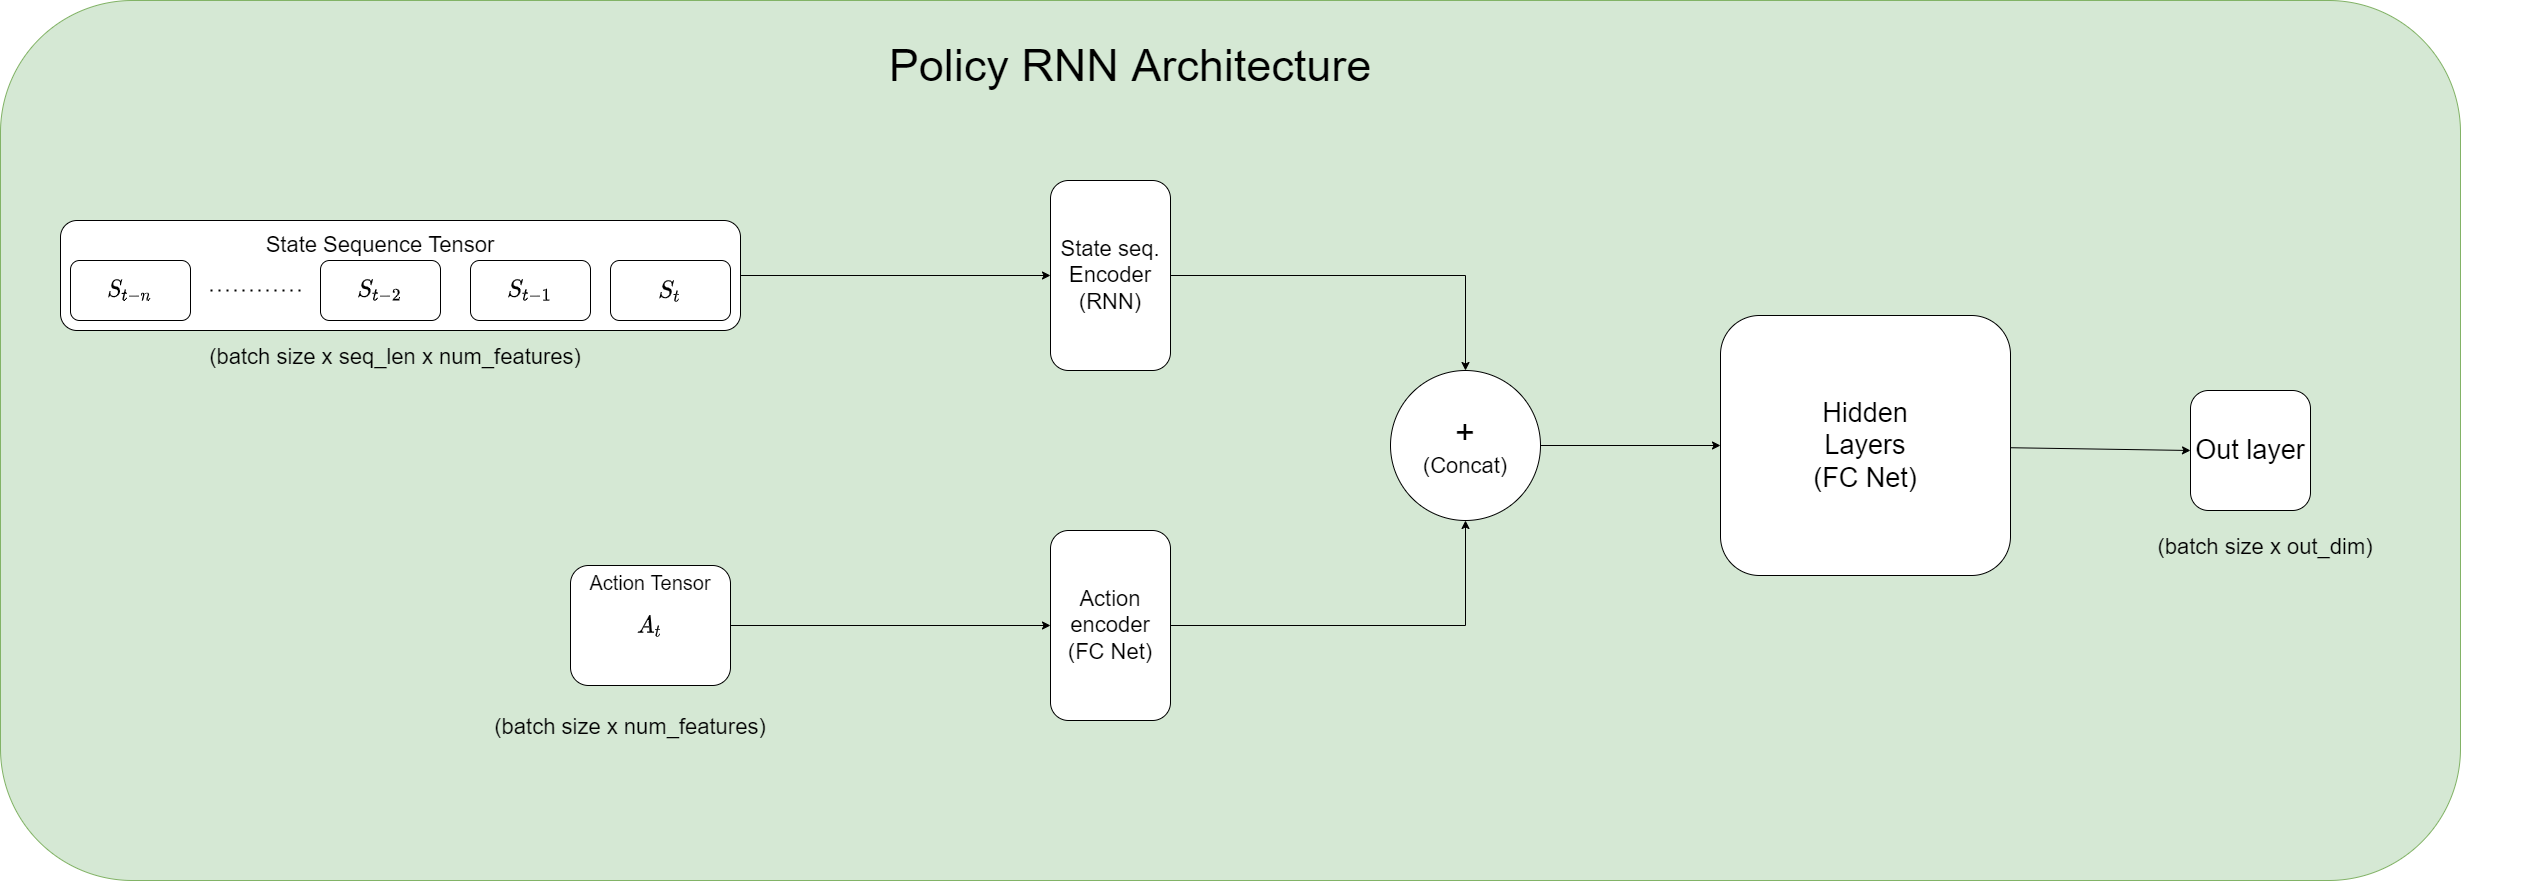 Policy RNN Architecture
State Sequence Tensor
S_{t-n} ............ S_{t-2} S_{t-1} S_t
(batch size x seq_len x num_features)
State seq.
Encoder
(RNN)
+
(Concat)
Hidden
Layers
(FC Net)
Out layer
(batch size x out_dim)
Action Tensor
A_t
(batch size x num_features)
Action
encoder
(FC Net)